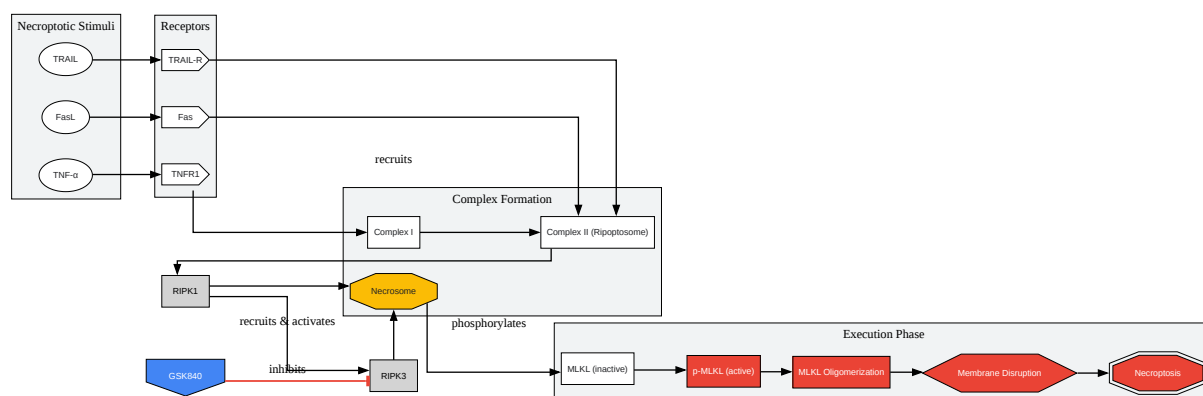 Necroptotic Stimuli
Receptors
TRAIL
TRAIL-R
FasL
Fas
TNF-α
TNFR1
recruits
Complex Formation
Complex I
Complex II (Ripoptosome)
RIPK1
Necrosome
recruits & activates
phosphorylates
Execution Phase
GSK840
inhibits
RIPK3
MLKL (inactive)
p-MLKL (active)
MLKL Oligomerization
Membrane Disruption
Necroptosis